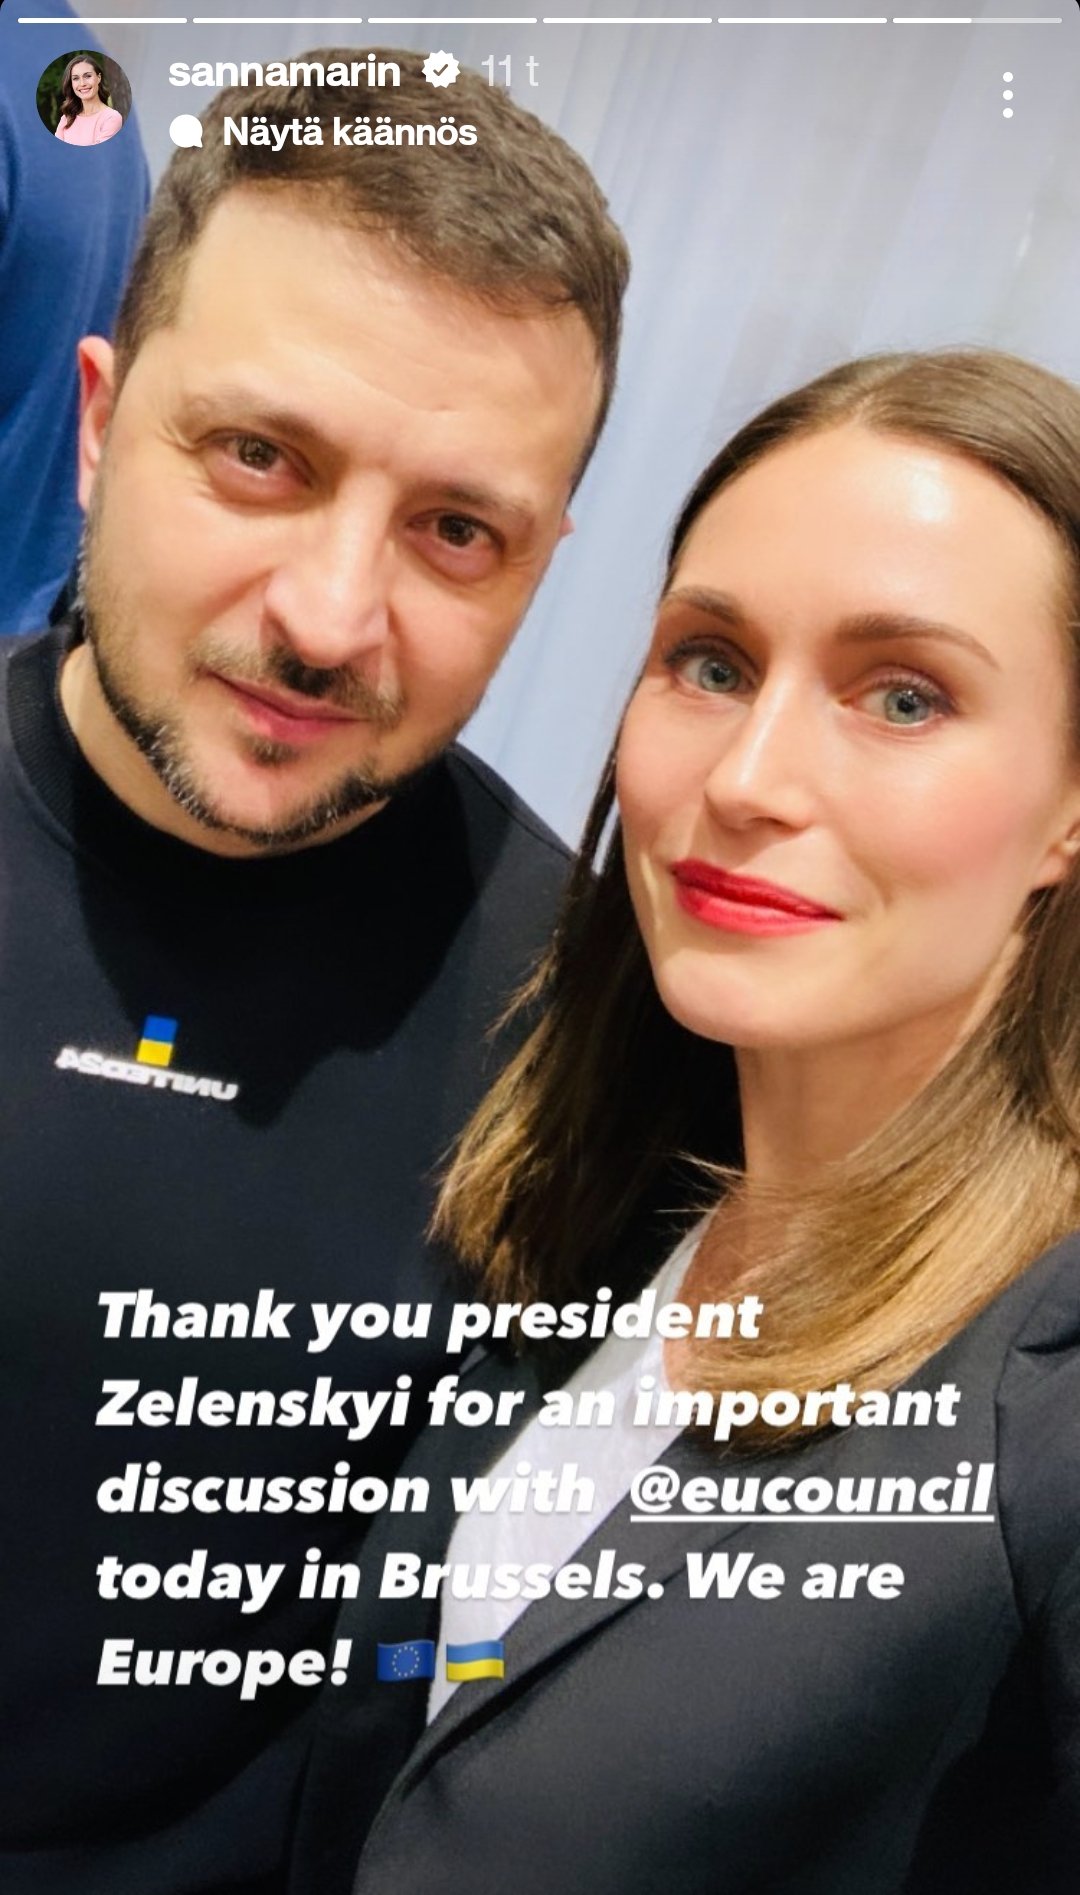 sannamarin 11 t
Näytä käännös
UNITED24
Thank you president
Zelenskyi for an important
discussion with @eucouncil
today in Brussels. We are
Europe! 🇪🇺🇺🇦